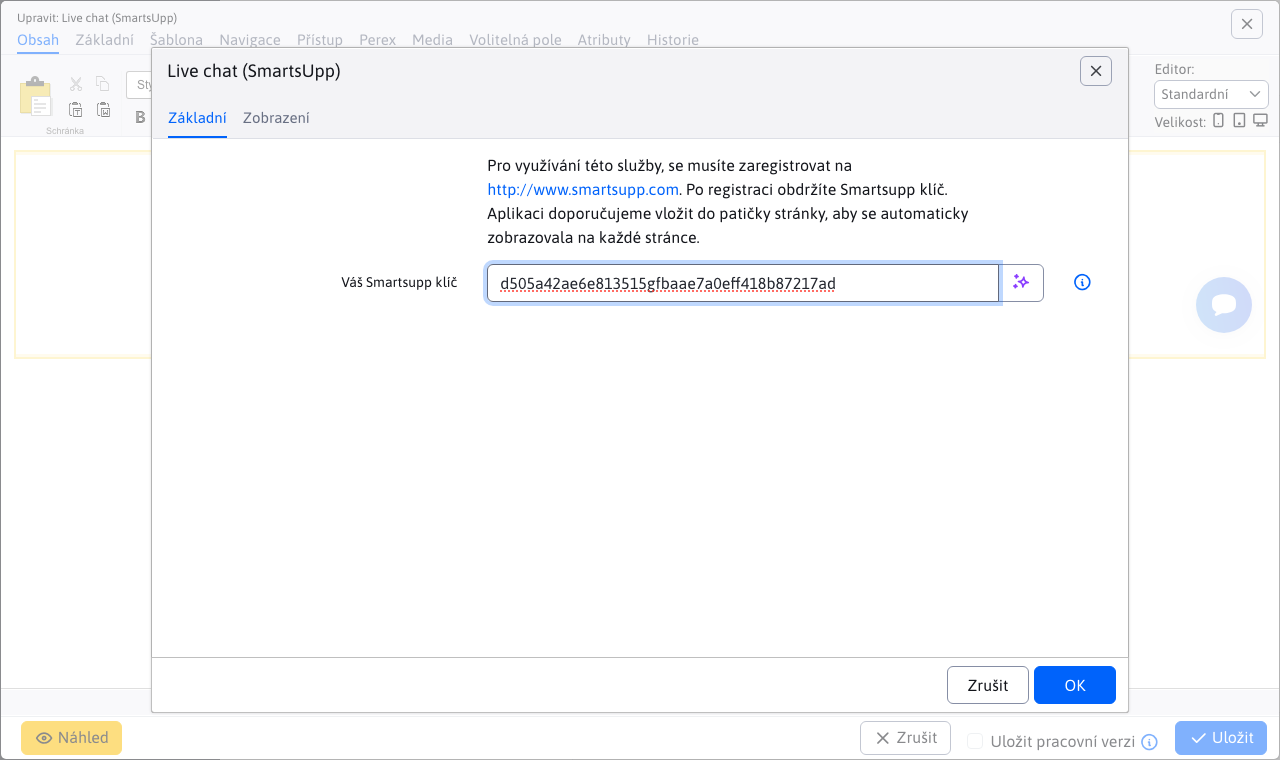 Upravit: Live chat (SmartsUpp)
Obsah Základní Šablona Navigace Přístup Perex Media Volitelná pole Atributy Historie
Live chat (SmartsUpp)
Základní Zobrazení
Schránka
B
Editor:
Standardní
Velikost:
Pro využívání této služby, se musíte zaregistrovat na
http://www.smartsupp.com. Po registraci obdržíte Smartsupp klíč.
Aplikaci doporučujeme vložit do patičky stránky, aby se automaticky
zobrazovala na každé stránce.
Váš Smartsupp klíč
d505a42ae6e813515gfbaae7a0eff418b87217ad
Zrušit OK
Náhled Zrušit Uložit pracovní verzi Uložit